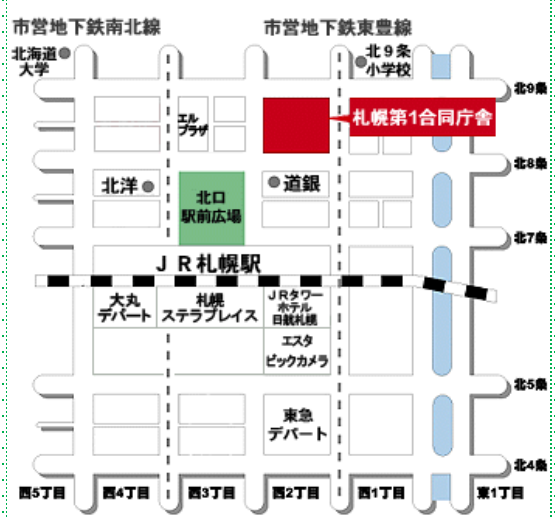 市営地下鉄南北線
市営地下鉄東豊線
北海道
大学
北9条
小学校
北9条
エル
プラザ
札幌第1合同庁舎
北8条
北洋
北口
駅前広場
道銀
北7条
JR札幌駅
大丸
デパート
札幌
ステラプレイス
JRタワー
ホテル
日航札幌
エスタ
ビックカメラ
北5条
東急
デパート
北4条
西5丁目
西4丁目
西3丁目
西2丁目
西1丁目
東1丁目